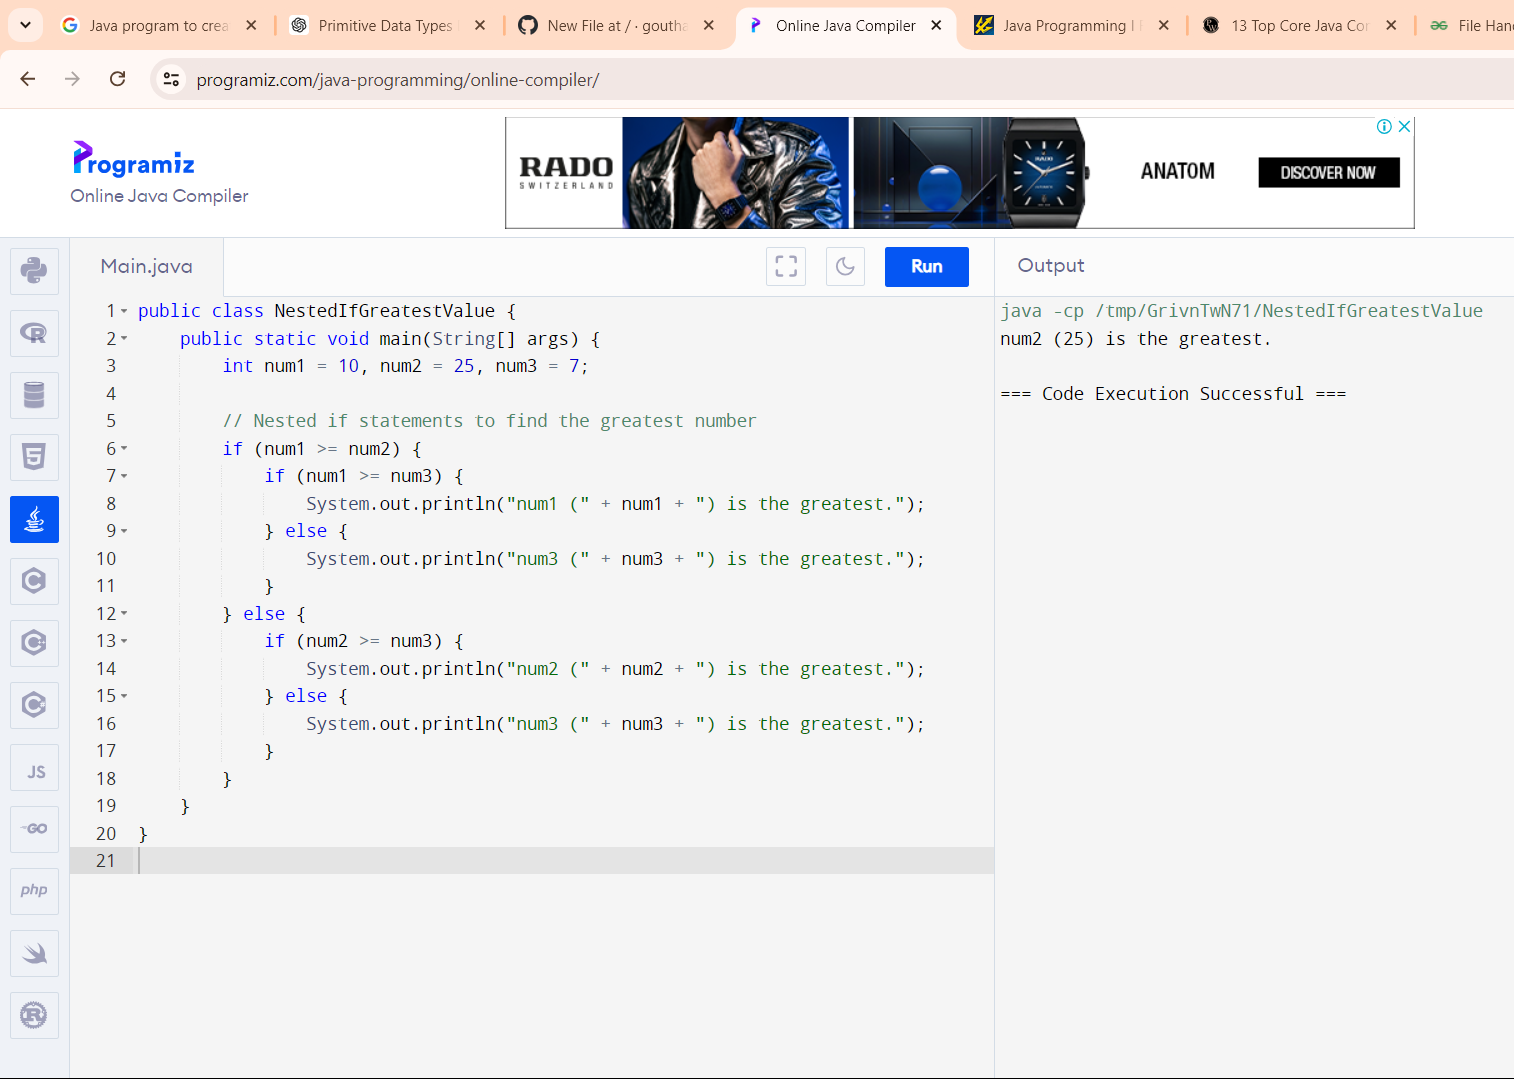 Java program to crea
Primitive Data Types
New File at / · goutha
Online Java Compiler
Java Programming I
13 Top Core Java Cor
File Hand
programiz.com/java-programming/online-compiler/
Programiz
Online Java Compiler
RADO
SWITZERLAND
RADO
ANATOM
DISCOVER NOW
Main.java
Run
Output
1 public class NestedIfGreatestValue {
2     public static void main(String[] args) {
3         int num1 = 10, num2 = 25, num3 = 7;
4
5         // Nested if statements to find the greatest number
6         if (num1 >= num2) {
7             if (num1 >= num3) {
8                 System.out.println("num1 (" + num1 + ") is the greatest.");
9             } else {
10                 System.out.println("num3 (" + num3 + ") is the greatest.");
11             }
12         } else {
13             if (num2 >= num3) {
14                 System.out.println("num2 (" + num2 + ") is the greatest.");
15             } else {
16                 System.out.println("num3 (" + num3 + ") is the greatest.");
17             }
18         }
19     }
20 }
21
java -cp /tmp/GrivnTwN71/NestedIfGreatestValue
num2 (25) is the greatest.
=== Code Execution Successful ===
R
5
C
C
C
JS
GO
php
R